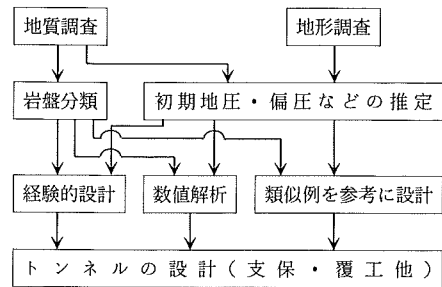 地質調査
地形調査
岩盤分類
初期地圧・偏圧などの推定
経験的設計
数値解析
類似例を参考に設計
トンネルの設計(支保・覆工他)